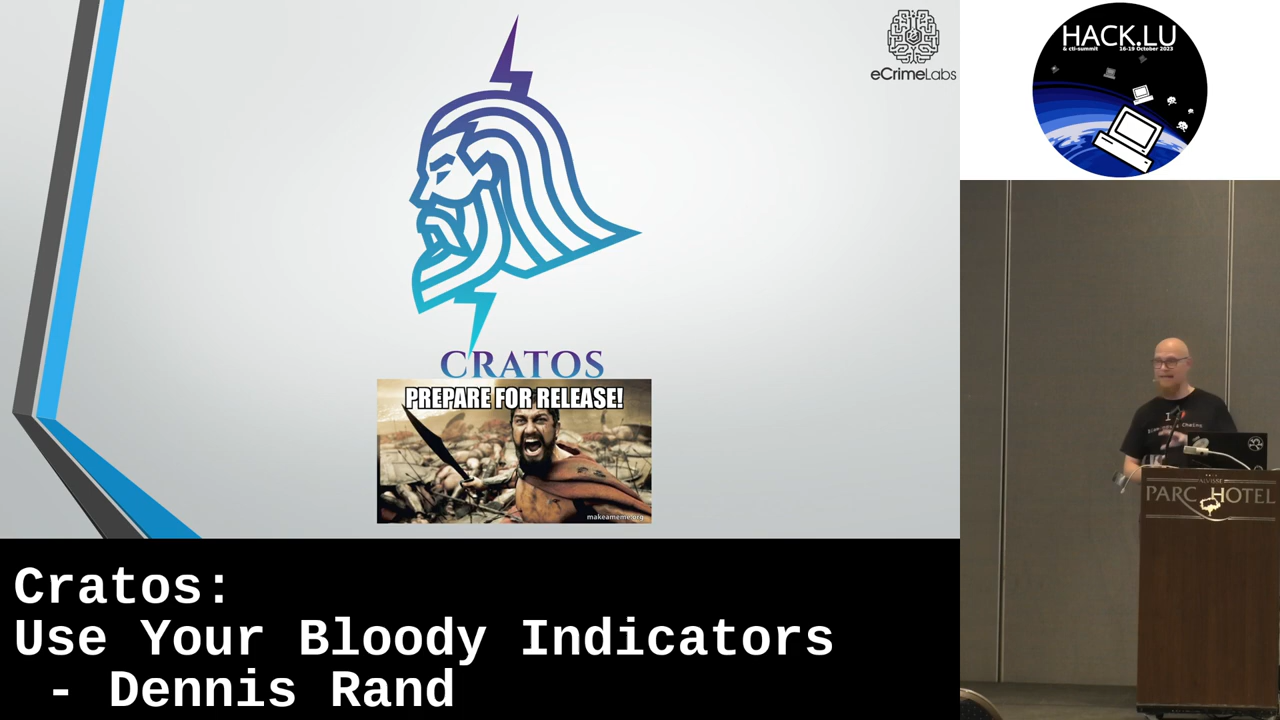 eCrimeLabs
HACK.LU
& cti-summit 16-19 October 2023
CRATOS
PREPARE FOR RELEASE!
makeameme.org
I
PARC HOTEL
Cratos:
Use Your Bloody Indicators
- Dennis Rand